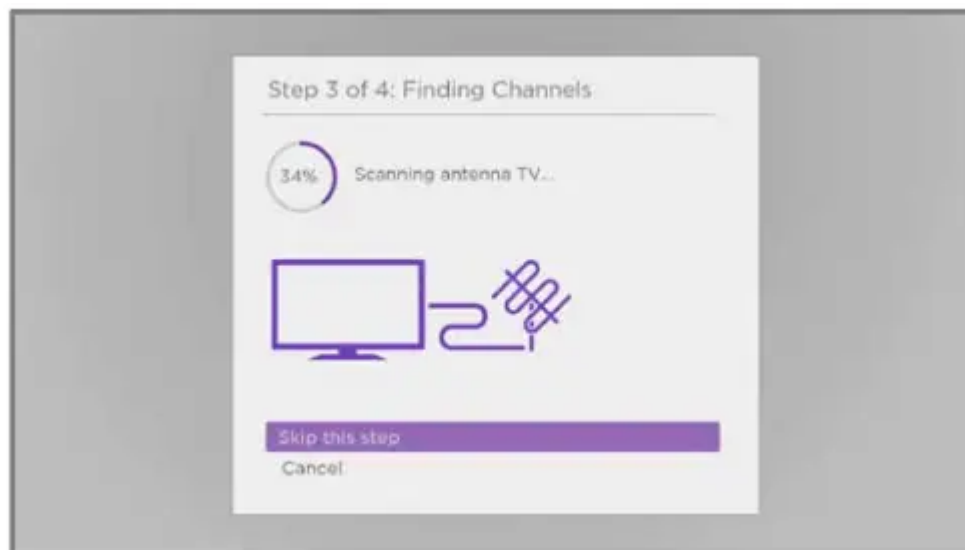 Step 3 of 4: Finding Channels
34%
Scanning antenna TV...
Skip this step
Cancel